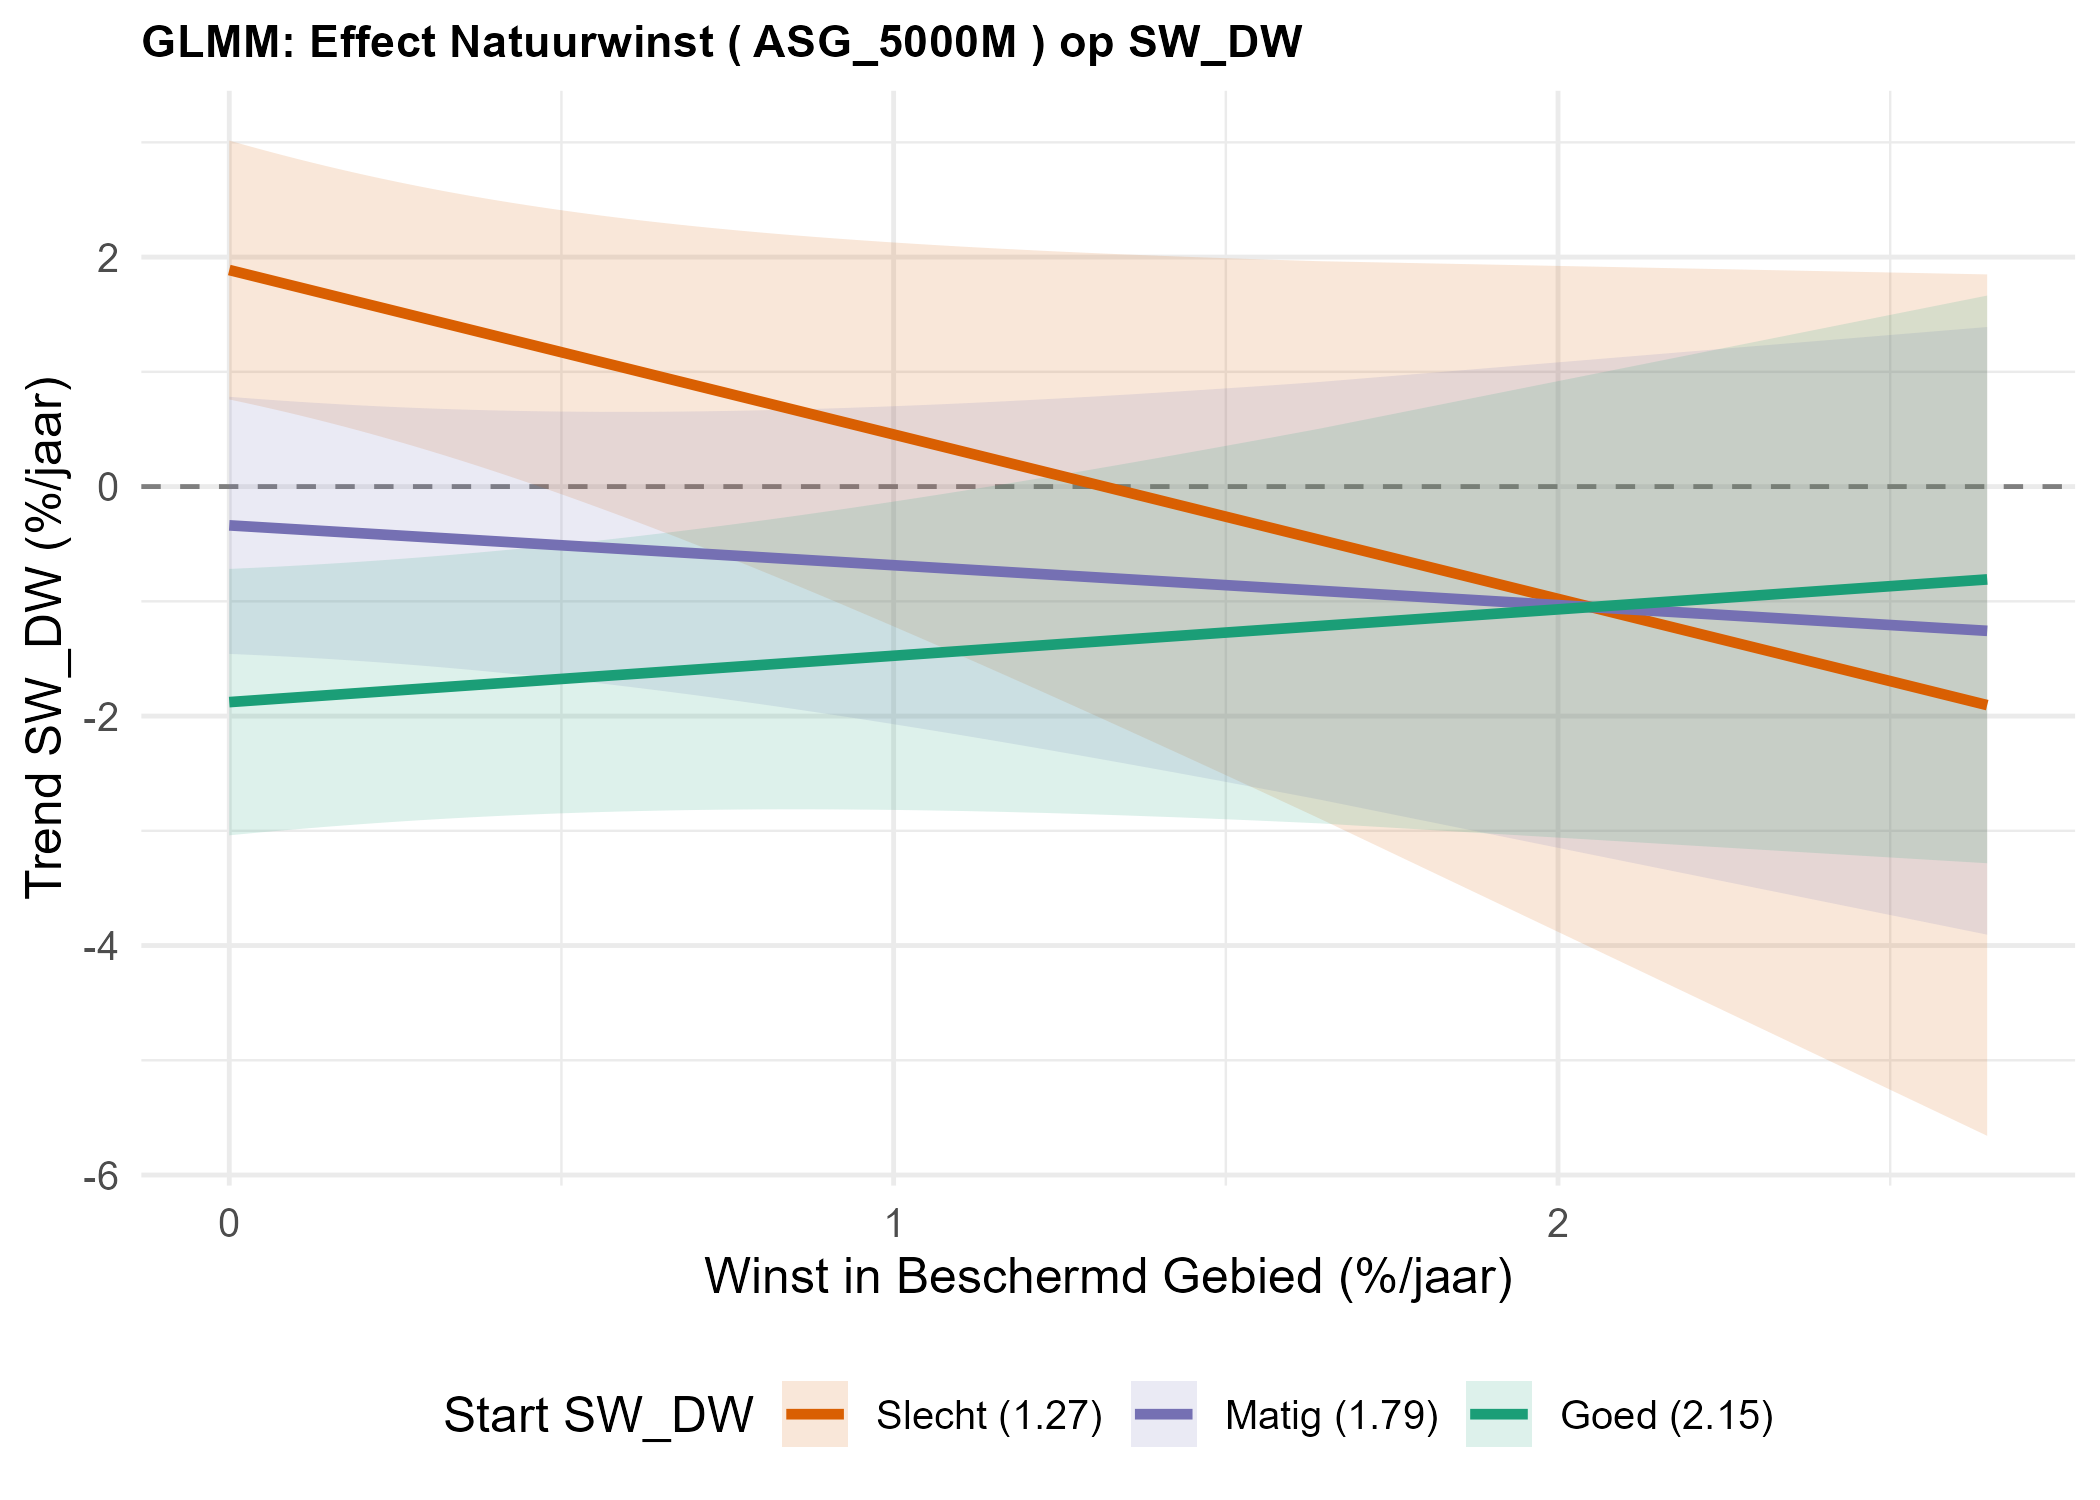 GLMM: Effect Natuurwinst ( ASG_5000M ) op SW_DW
Trend SW_DW (%/jaar)
2
0
-2
-4
-6
0 1 2
Winst in Beschermd Gebied (%/jaar)
Start SW_DW Slecht (1.27) Matig (1.79) Goed (2.15)